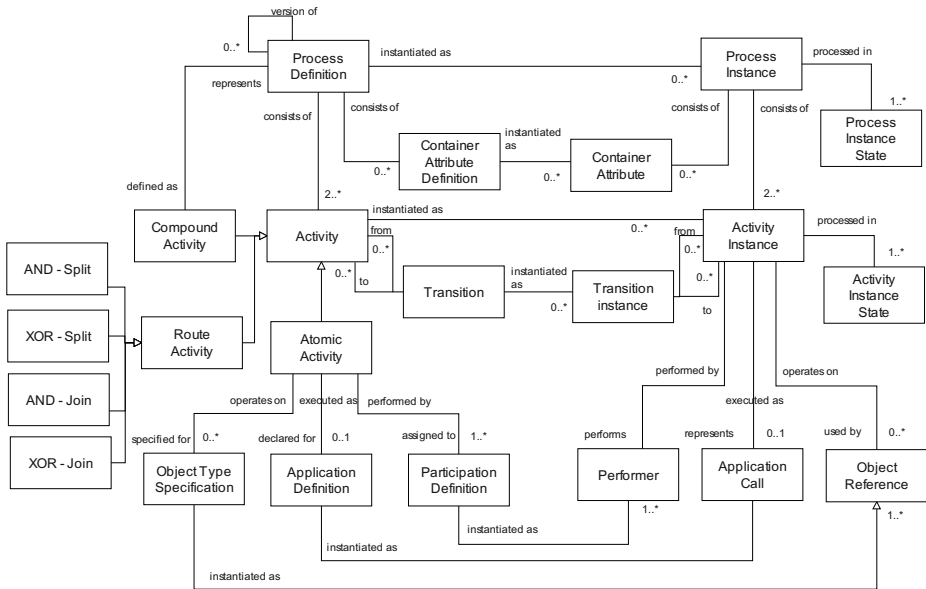 version of
0..*
Process
Definition
instantiated as
0..*
Process
Instance
processed in
1..*
Process
Instance
State
represents
consists of
consists of
consists of
consists of
Container
Attribute
Definition
0..*
instantiated
as
0..*
Container
Attribute
0..*
defined as
2..*
2..*
Compound
Activity
Activity
instantiated as
0..*
Activity
Instance
processed in
1..*
Activity
Instance
State
from
0..*
0..*
to
Transition
instantiated
as
0..*
Transition
instance
from
0..*
0..*
to
AND - Split
XOR - Split
AND - Join
XOR - Join
Route
Activity
Atomic
Activity
operates on
executed as
performed by
specified for
0..*
declared for
0..1
assigned to
1..*
Object Type
Specification
Application
Definition
Participation
Definition
performed by
executed as
operates on
performs
represents
0..1
used by
0..*
Performer
1..*
Application
Call
Object
Reference
1..*
instantiated as
instantiated as
instantiated as